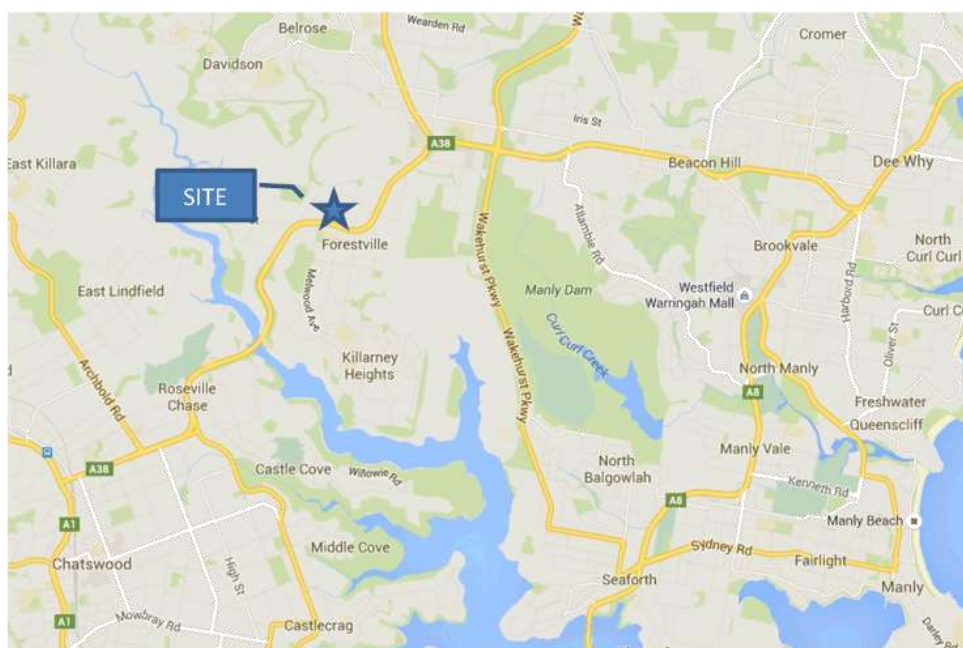 Wearden Rd
Belrose
Cromer
Davidson
Iris St
A38
East Killara
Beacon Hill
Dee Why
SITE
Allambie Rd
Wakehurst Pkwy
Forestville
Brookvale
North
Curl Curl
Harbord Rd
Melwood Ave
East Lindfield
Manly Dam
Westfield
Warringah Mall
Curl Curl Creek
Oliver St
Curl C
Wakehurst Pkwy
Killarney
Heights
Archbold Rd
Roseville
Chase
North Manly
A8
Freshwater
Queenscliff
Manly Vale
A38
Castle Cove
Willowie Rd
North
Balgowlah
Kenneth Rd
A8
A1
Manly Beach
Middle Cove
High St
Sydney Rd
Fairlight
Chatswood
Seaforth
Manly
Mowbray Rd
A1
Castlecrag
Darley Rd